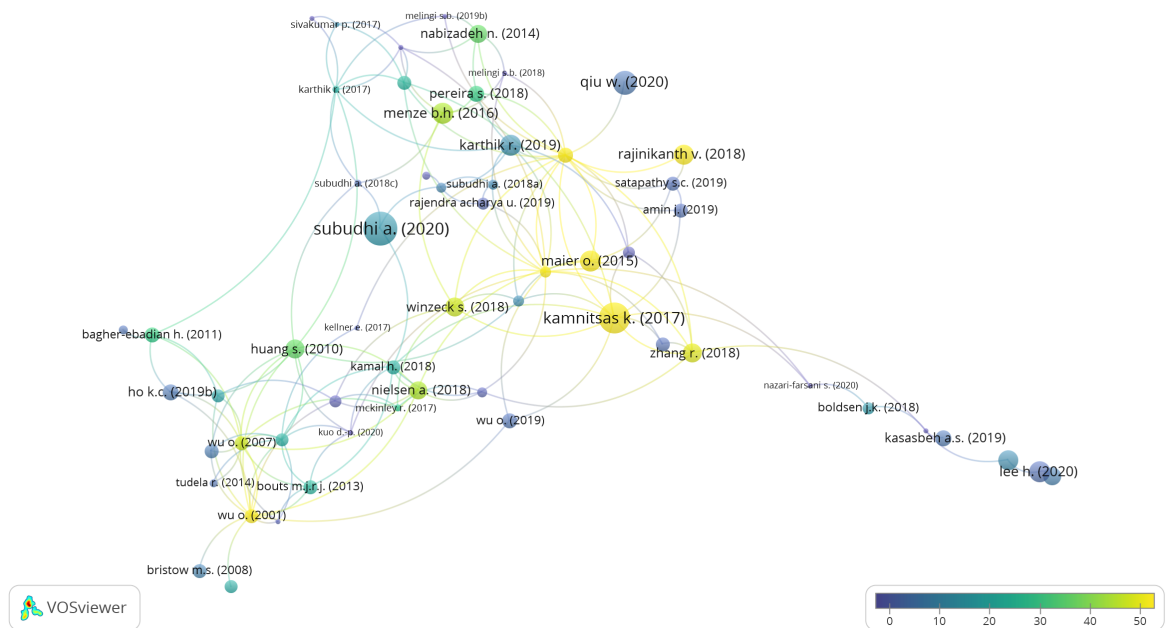 melingi s.b. (2019b)
sivakumar p. (2017)
nabizadeh n. (2014)
melingi s.b. (2018)
qiu w. (2020)
karthik r. (2017)
pereira s. (2018)
menze b.h. (2016)
karthik r. (2019)
rajinikanth v. (2018)
subudhi a. (2018c)
subudhi a. (2018a)
satapathy s.c. (2019)
rajendra acharya u. (2019)
amin j. (2019)
subudhi a. (2020)
maier o. (2015)
winzeck s. (2018)
kamnitsas k. (2017)
kellner e. (2017)
bagher-ebadian h. (2011)
huang s. (2010)
zhang r. (2018)
kamal h. (2018)
nazari-farsani s. (2020)
ho k.c. (2019b)
nielsen a. (2018)
mckinley r. (2017)
boldsen j.k. (2018)
wu o. (2019)
kuo d.-p. (2020)
kasasbeh a.s. (2019)
wu o. (2007)
lee h. (2020)
tudela r. (2014)
bouts m.j.r.j. (2013)
wu o. (2001)
bristow m.s. (2008)
VOSviewer
0 10 20 30 40 50